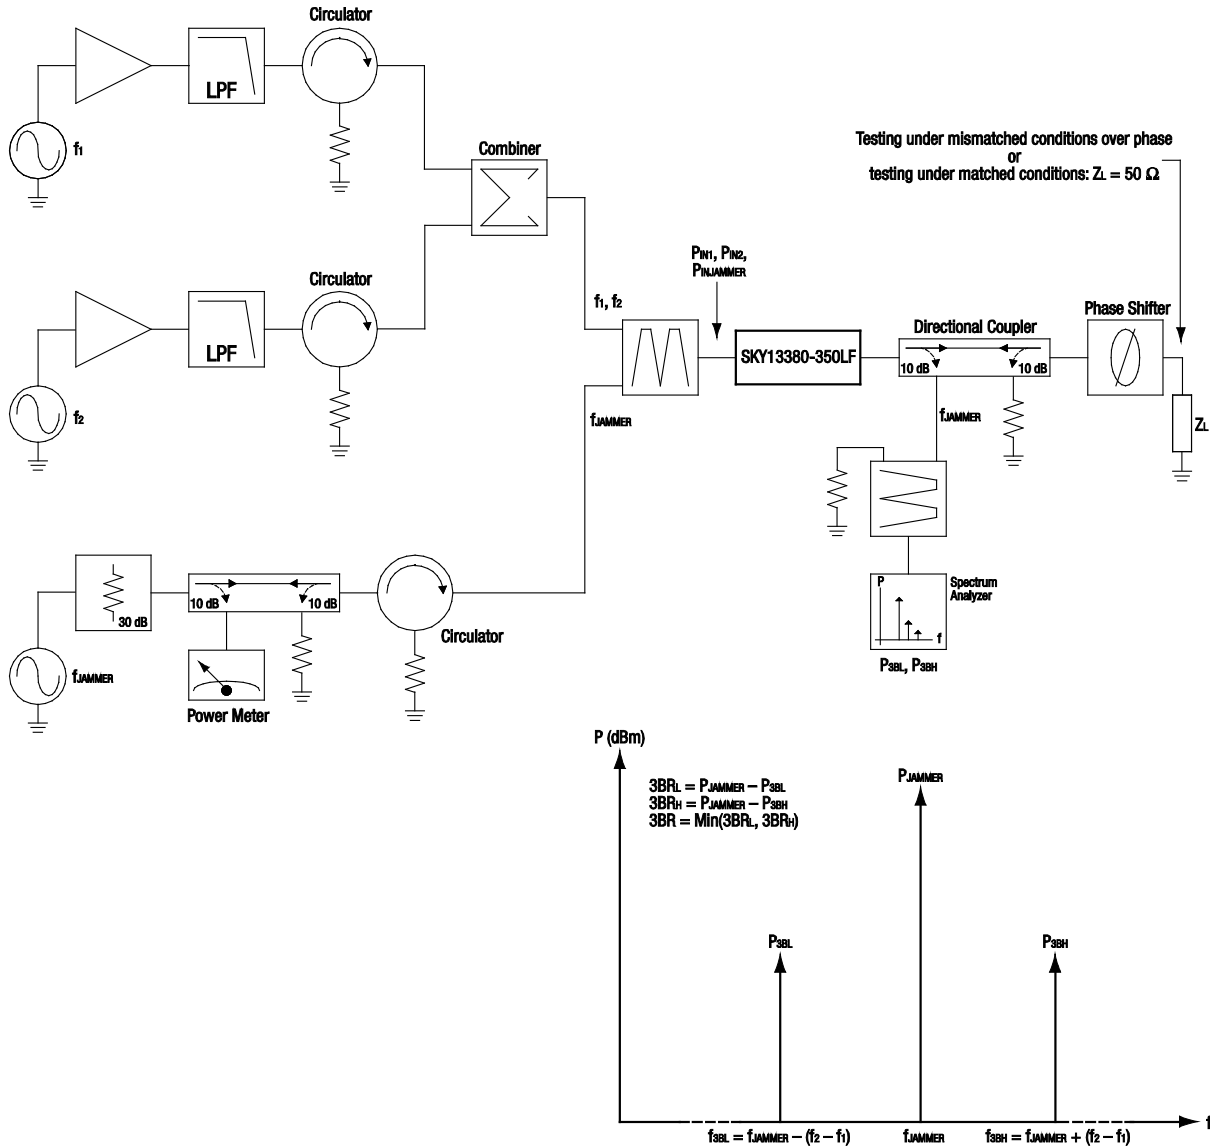 Circulator
LPF
f1
Combiner
Testing under mismatched conditions over phase
or
testing under matched conditions: ZL = 50 Ω
Circulator
LPF
f2
f1, f2
PIN1, PIN2,
PINJAMMER
SKY13380-350LF
Directional Coupler
10 dB
10 dB
Phase Shifter
ZL
fJAMMER
fJAMMER
30 dB
10 dB
10 dB
Circulator
fJAMMER
Power Meter
P
f
Spectrum
Analyzer
P3BL, P3BH
P (dBm)
3BRL = PJAMMER – P3BL
3BRH = PJAMMER – P3BH
3BR = Min(3BRL, 3BRH)
PJAMMER
P3BL
P3BH
f
f3BL = fJAMMER – (f2 – f1)
fJAMMER
f3BH = fJAMMER + (f2 – f1)